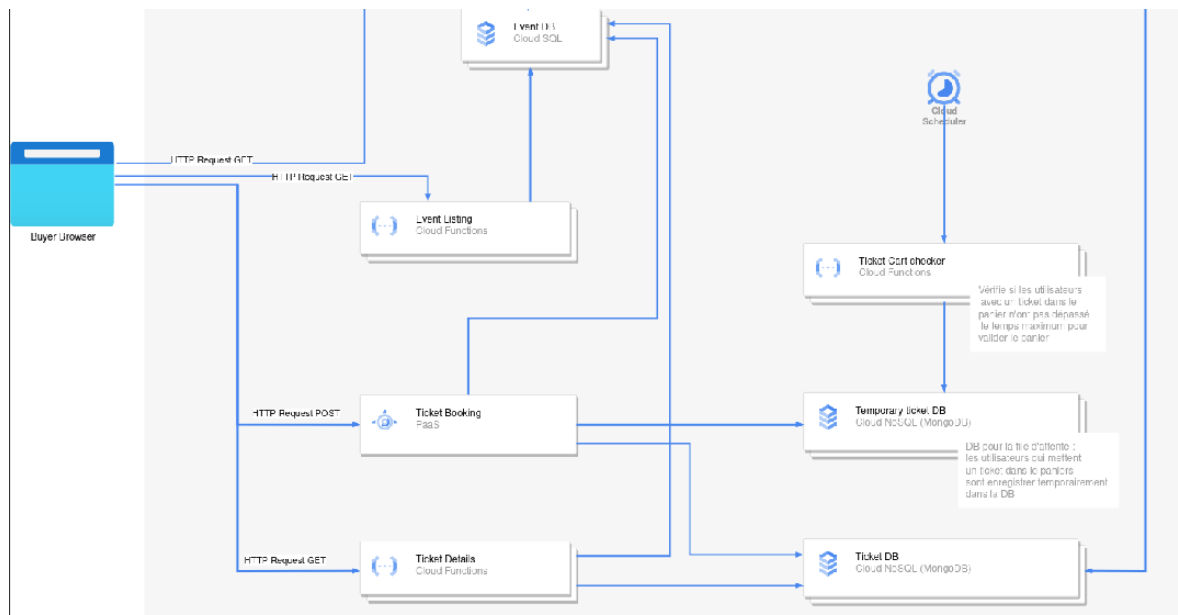 Event DB
Cloud SQL
Cloud
Scheduler
HTTP Request GET
HTTP Request GET
Buyer Browser
Event Listing
Cloud Functions
Ticket Cart checker
Cloud Functions
Vérifie si les utilisateurs
avec un ticket dans le
panier n'ont pas dépassé
le temps maximum pour
valider le panier
HTTP Request POST
Ticket Booking
PaaS
Temporary ticket DB
Cloud NoSQL (MongoDB)
DB pour la file d'attente :
les utilisateurs qui mettent
un ticket dans le paniers
sont enregistrer temporairement
dans la DB
HTTP Request GET
Ticket Details
Cloud Functions
Ticket DB
Cloud NoSQL (MongoDB)